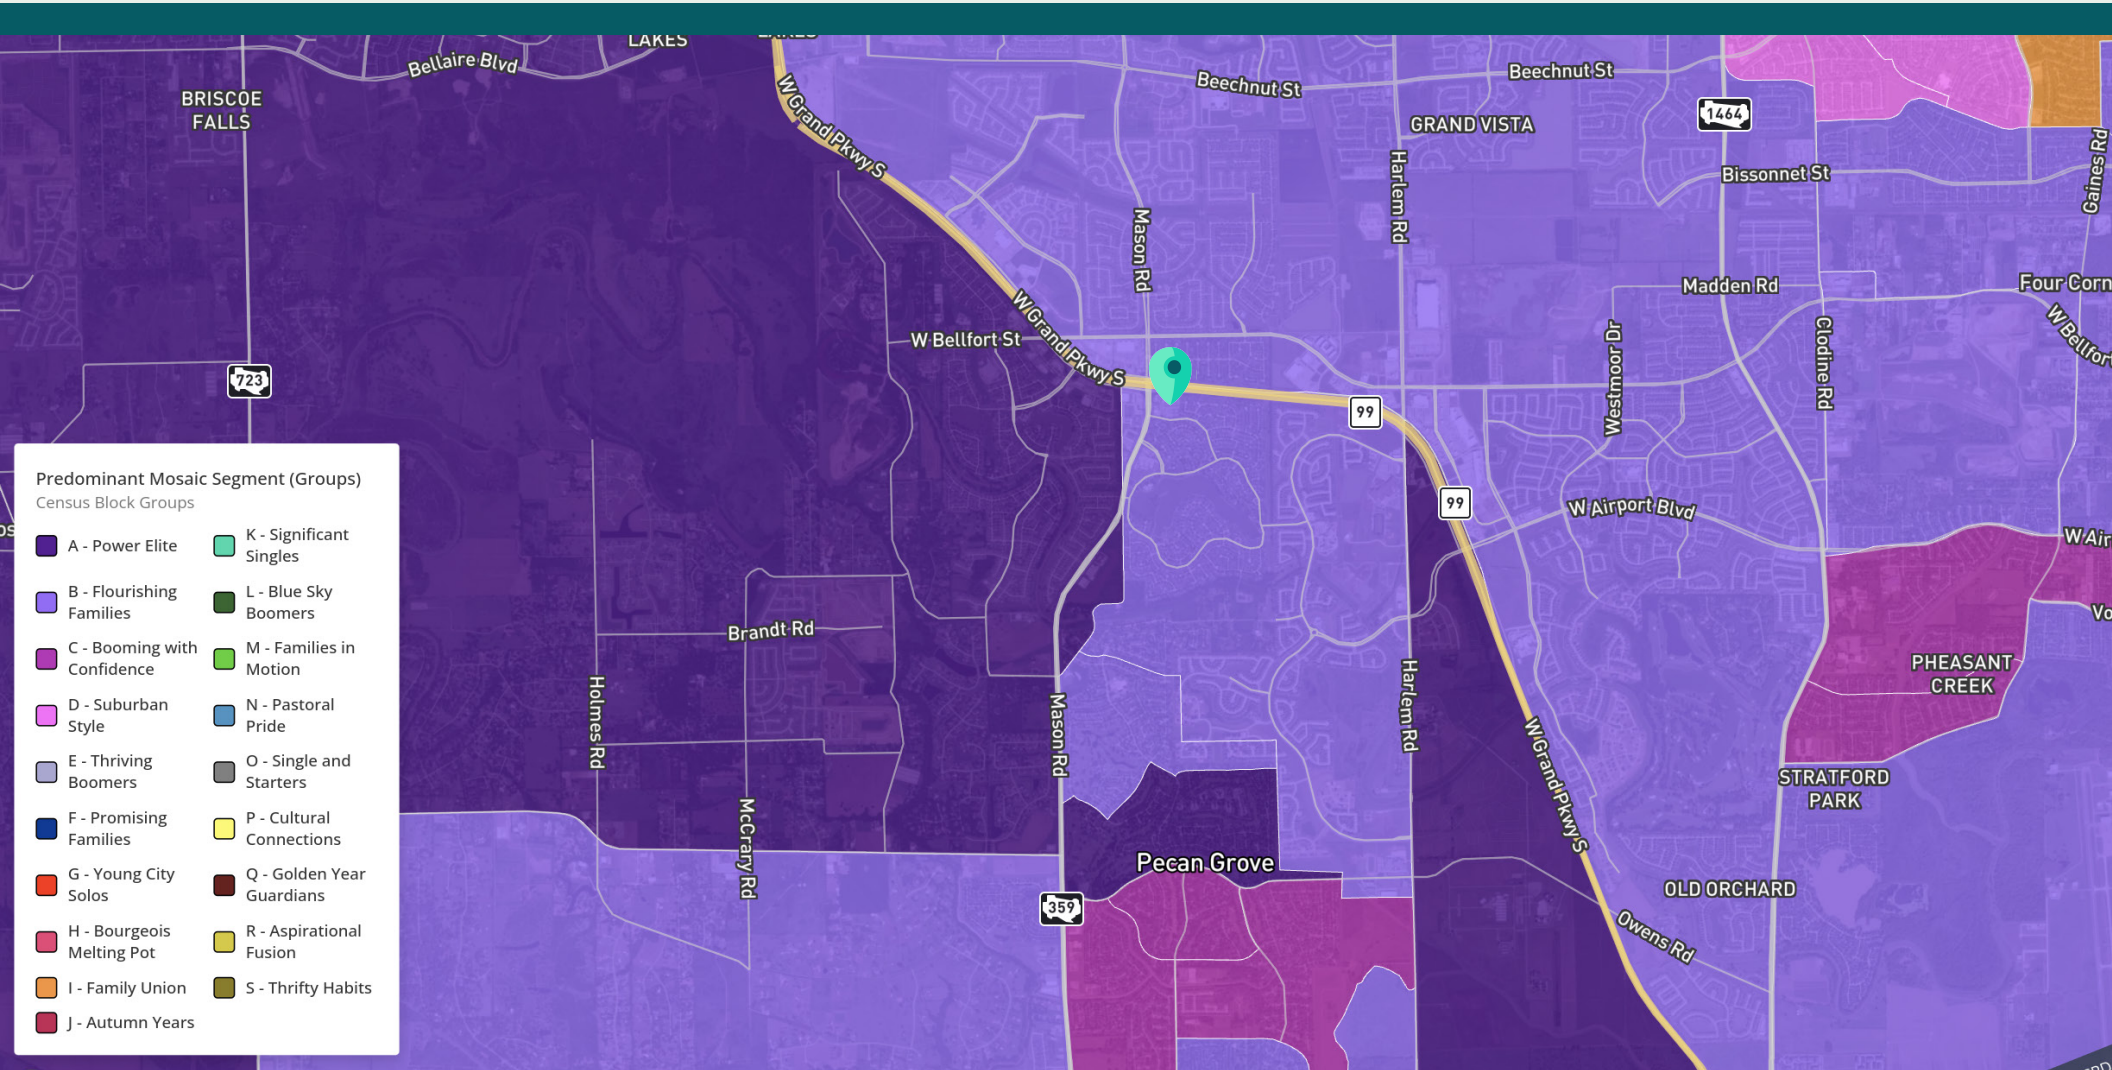 LAKES
Bellaire Blvd
BRISCOE
FALLS
W Grand Pkwy S
Beechnut St
Beechnut St
GRAND VISTA
1464
Bissonnet St
Gaines Rd
Mason Rd
Harlem Rd
Madden Rd
Four Corn
W Bellfort
W Bellfort St
W Grand Pkwy S
Westmoor Dr
Clodine Rd
723
99
99
W Airport Blvd
W Air
PHEASANT
CREEK
Brandt Rd
Holmes Rd
Mason Rd
Harlem Rd
W Grand Pkwy S
STRATFORD
PARK
McCrary Rd
Pecan Grove
359
OLD ORCHARD
Owens Rd
Predominant Mosaic Segment (Groups)
Census Block Groups
A - Power Elite
B - Flourishing
Families
C - Booming with
Confidence
D - Suburban
Style
E - Thriving
Boomers
F - Promising
Families
G - Young City
Solos
H - Bourgeois
Melting Pot
I - Family Union
J - Autumn Years
K - Significant
Singles
L - Blue Sky
Boomers
M - Families in
Motion
N - Pastoral
Pride
O - Single and
Starters
P - Cultural
Connections
Q - Golden Year
Guardians
R - Aspirational
Fusion
S - Thrifty Habits